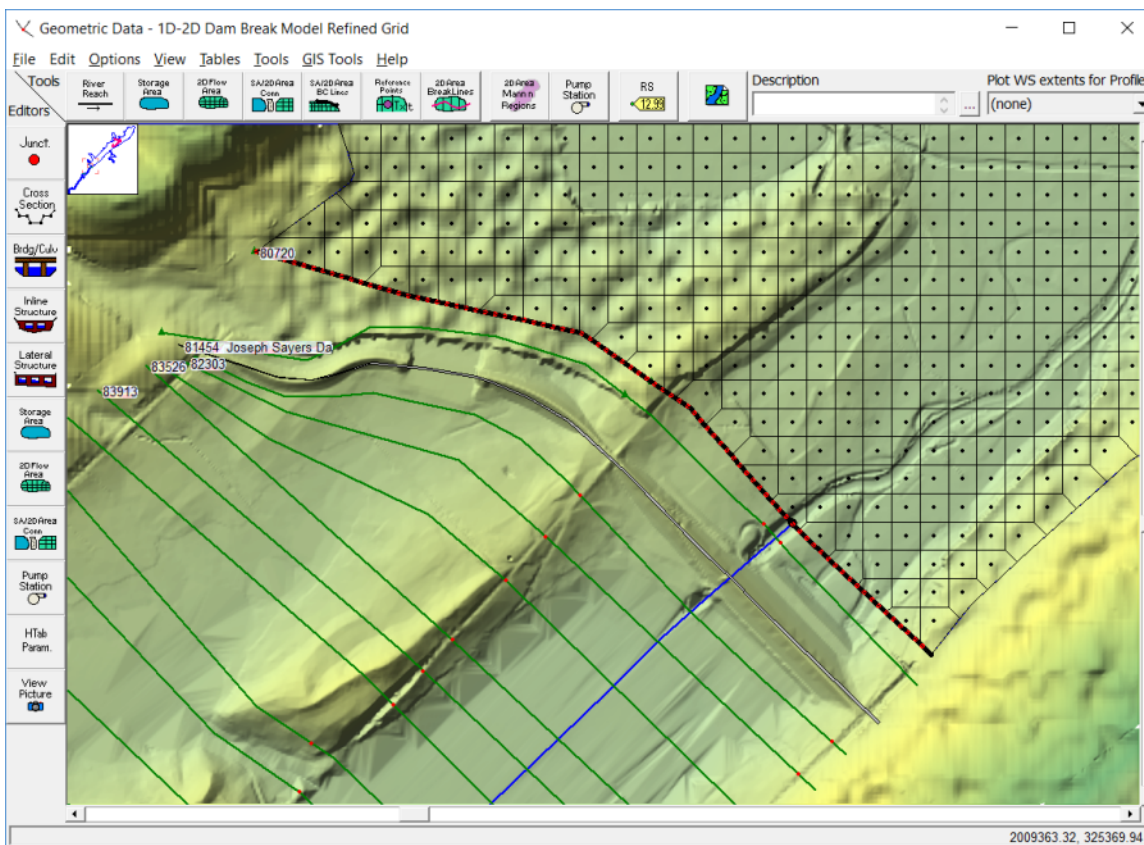 Geometric Data - 1D-2D Dam Break Model Refined Grid
File Edit Options View Tables Tools GIS Tools Help
Tools
Editors
River
Reach
Storage
Area
2D Flow
Area
SA/2D Area
Conn
SA/2D Area
BC Lines
Reference
Points
2D Area
BreakLines
2D Area
Mann n
Regions
Pump
Station
RS
12.99
Description
...
Plot WS extents for Profile
(none)
Junct.
Cross
Section
Brdg/Culv
Inline
Structure
Lateral
Structure
Storage
Area
2D Flow
Area
SA/2D Area
Conn
Pump
Station
HTab
Param.
View
Picture
80720
81454 Joseph Sayers Da
83526 82303
83913
2009363.32, 325369.94